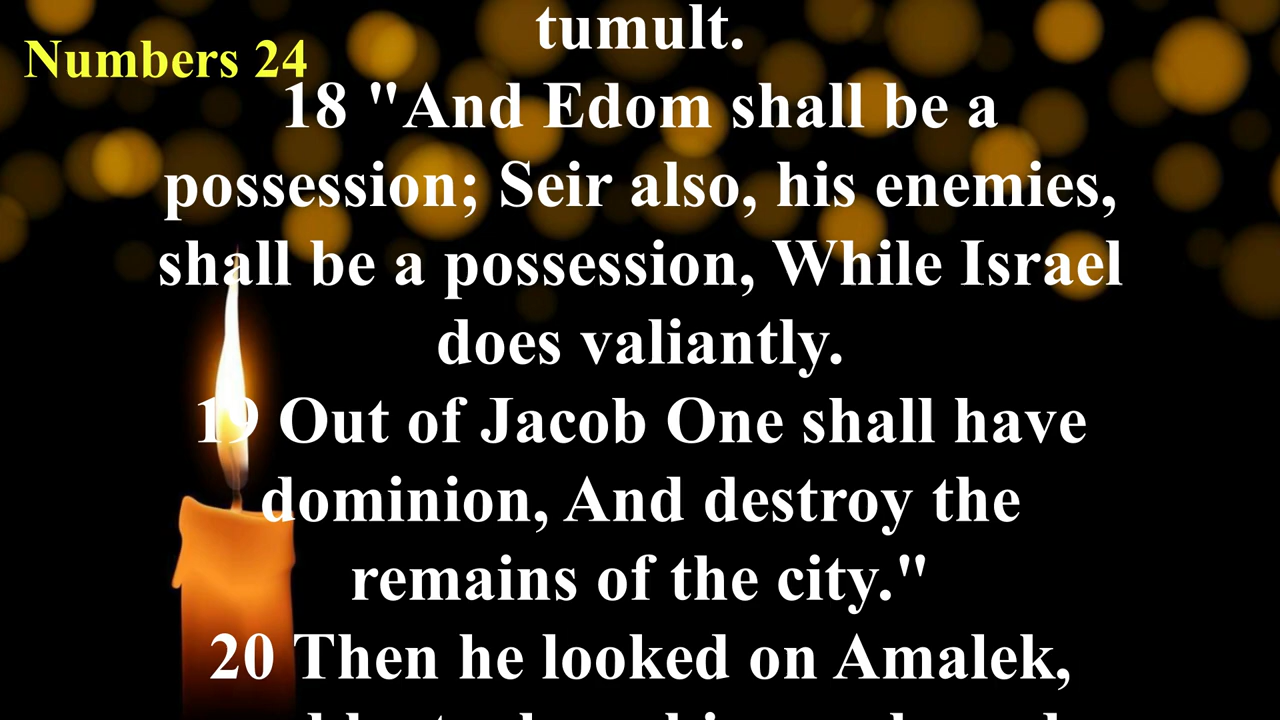 tumult.
Numbers 24
18 "And Edom shall be a
possession; Seir also, his enemies,
shall be a possession, While Israel
does valiantly.
19 Out of Jacob One shall have
dominion, And destroy the
remains of the city."
20 Then he looked on Amalek,